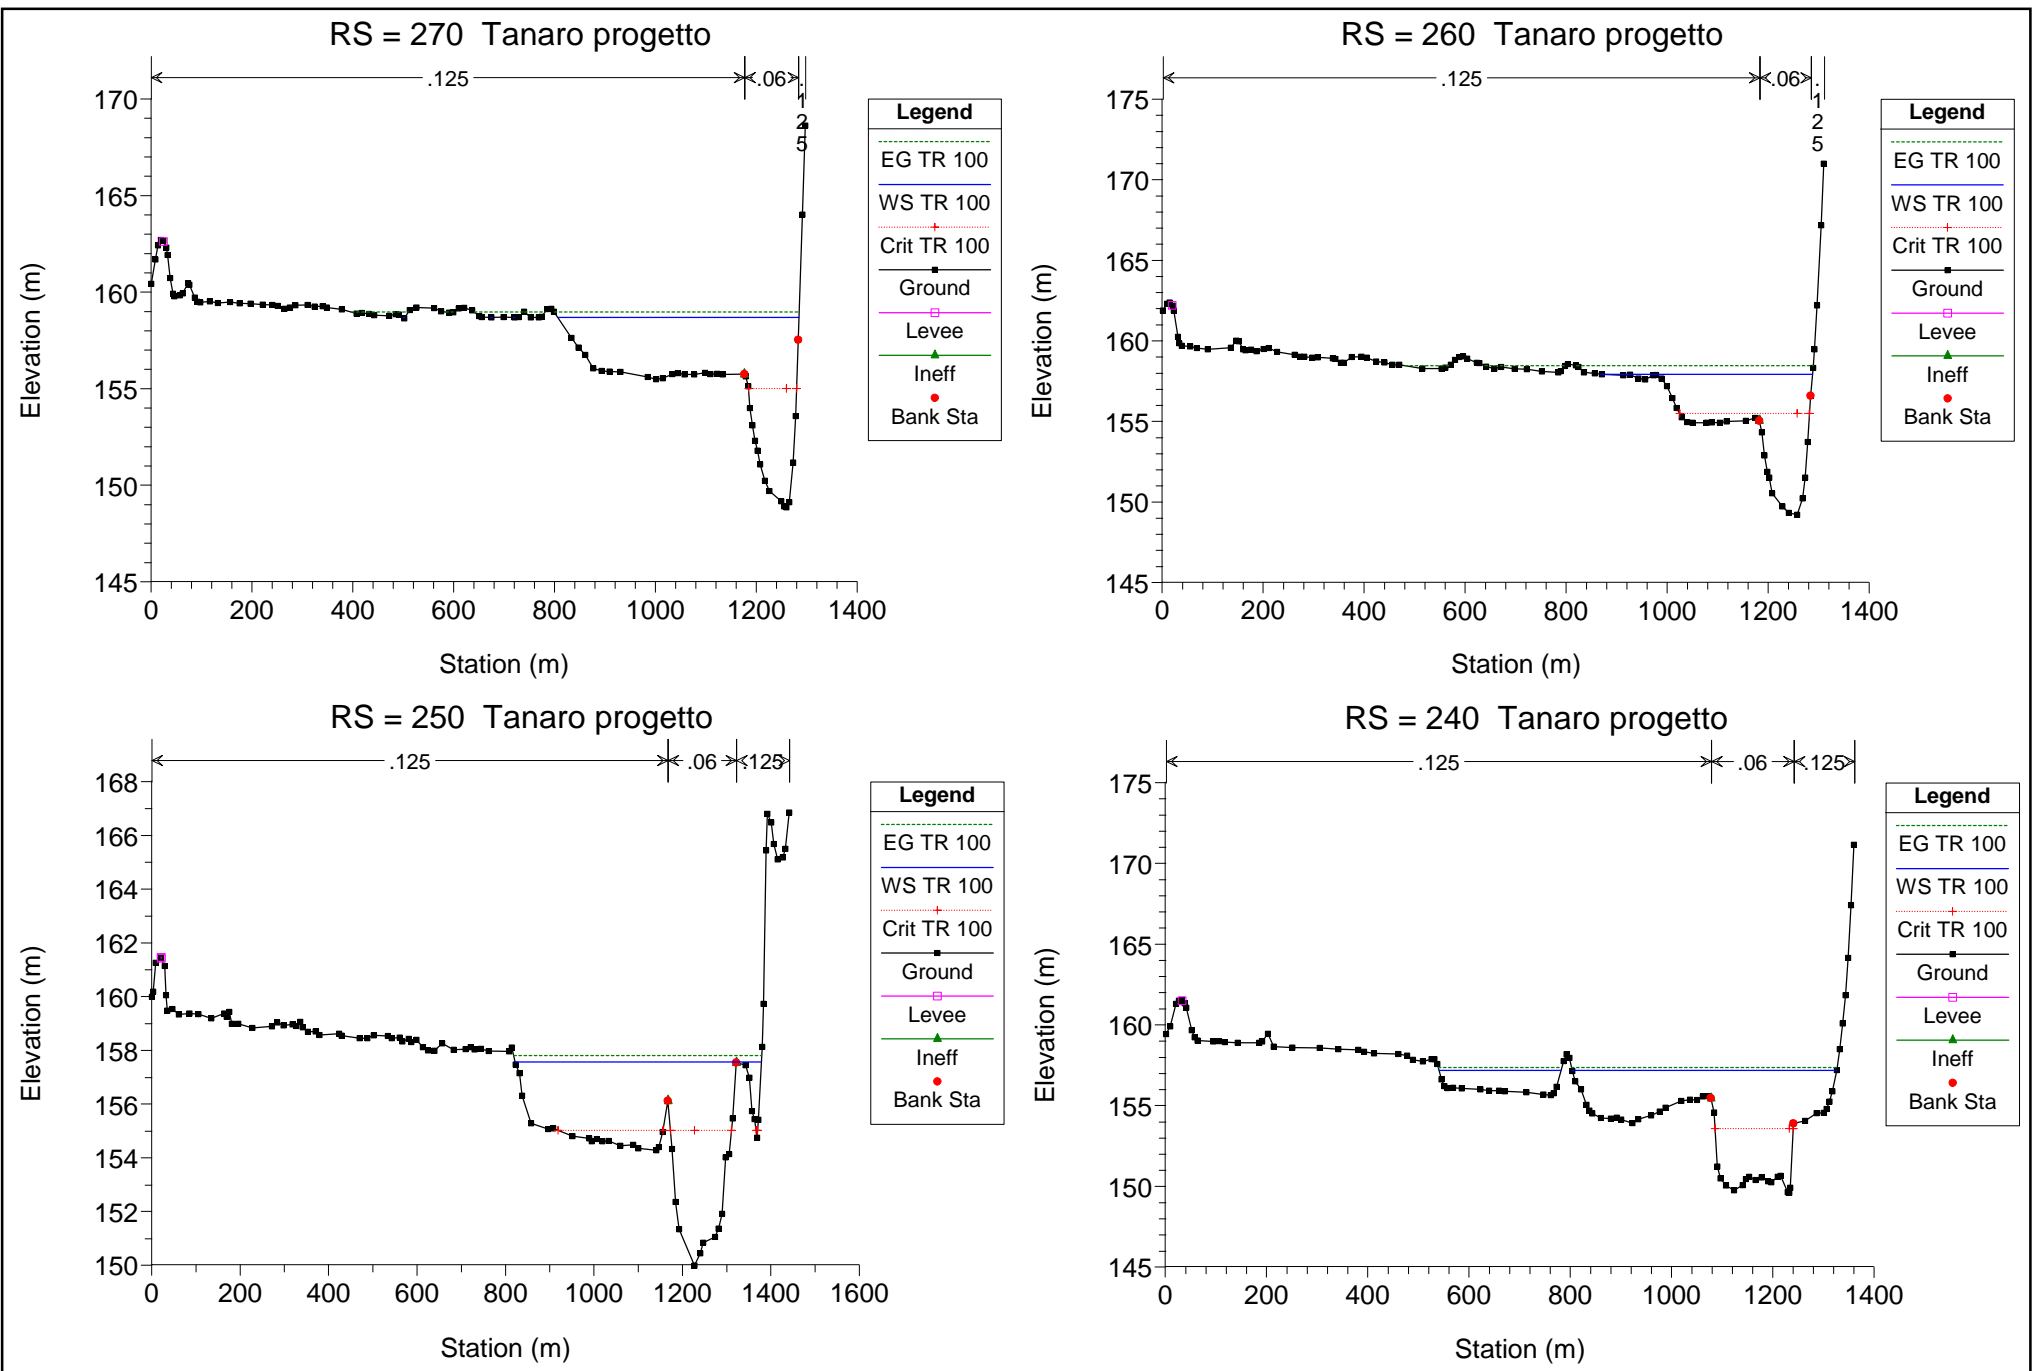 RS = 270 Tanaro progetto
.125
.06
.125
170
165
160
155
150
145
0 200 400 600 800 1000 1200 1400
Elevation (m)
Station (m)
Legend
EG TR 100
WS TR 100
Crit TR 100
Ground
Levee
Ineff
Bank Sta
RS = 260 Tanaro progetto
.125
.06
.125
175
170
165
160
155
150
145
0 200 400 600 800 1000 1200 1400
Elevation (m)
Station (m)
Legend
EG TR 100
WS TR 100
Crit TR 100
Ground
Levee
Ineff
Bank Sta
RS = 250 Tanaro progetto
.125
.06
.125
168
166
164
162
160
158
156
154
152
150
0 200 400 600 800 1000 1200 1400 1600
Elevation (m)
Station (m)
Legend
EG TR 100
WS TR 100
Crit TR 100
Ground
Levee
Ineff
Bank Sta
RS = 240 Tanaro progetto
.125
.06
.125
175
170
165
160
155
150
145
0 200 400 600 800 1000 1200 1400
Elevation (m)
Station (m)
Legend
EG TR 100
WS TR 100
Crit TR 100
Ground
Levee
Ineff
Bank Sta